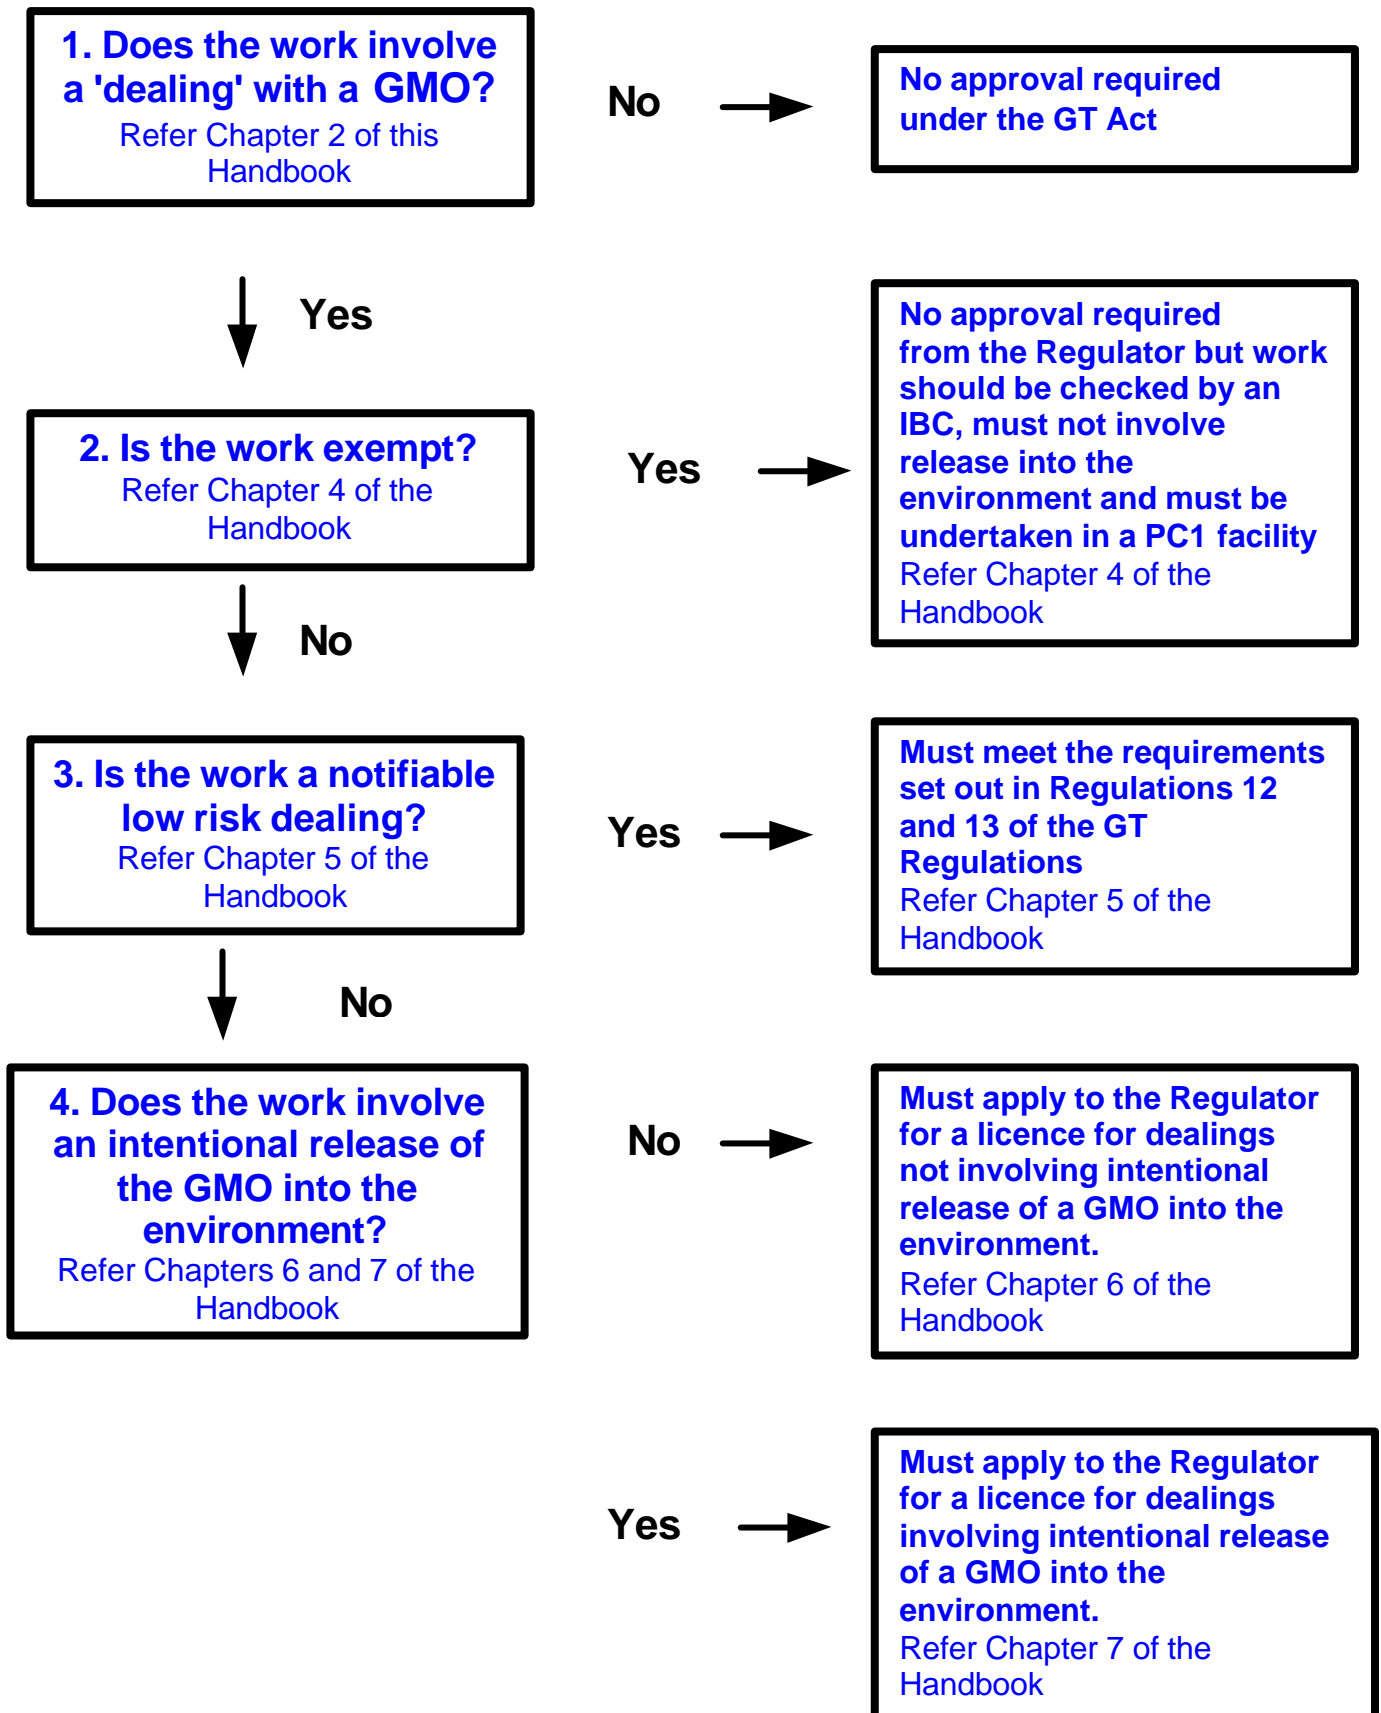 1. Does the work involve
a 'dealing' with a GMO?
Refer Chapter 2 of this
Handbook
No
No approval required
under the GT Act
Yes
2. Is the work exempt?
Refer Chapter 4 of the
Handbook
Yes
No approval required
from the Regulator but work
should be checked by an
IBC, must not involve
release into the
environment and must be
undertaken in a PC1 facility
Refer Chapter 4 of the
Handbook
No
3. Is the work a notifiable
low risk dealing?
Refer Chapter 5 of the
Handbook
Yes
Must meet the requirements
set out in Regulations 12
and 13 of the GT
Regulations
Refer Chapter 5 of the
Handbook
No
4. Does the work involve
an intentional release of
the GMO into the
environment?
Refer Chapters 6 and 7 of the
Handbook
No
Must apply to the Regulator
for a licence for dealings
not involving intentional
release of a GMO into the
environment.
Refer Chapter 6 of the
Handbook
Yes
Must apply to the Regulator
for a licence for dealings
involving intentional release
of a GMO into the
environment.
Refer Chapter 7 of the
Handbook